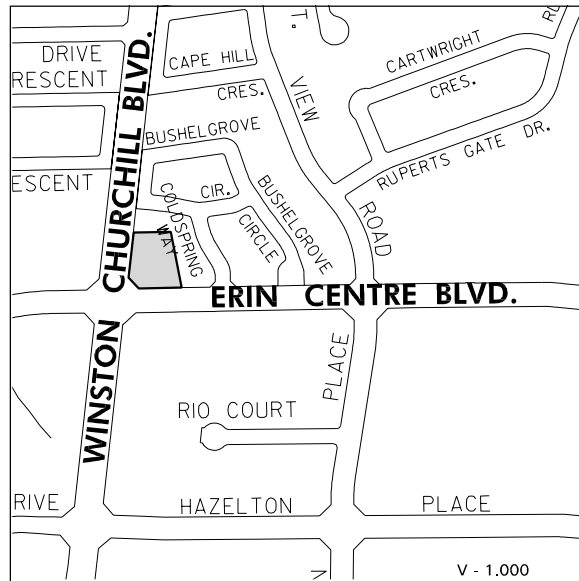 DRIVE
RESCENT
CAPE HILL
CRES.
T.
VIEW
ROAD
CARTWRIGHT
CRES.
RUPERTS GATE DR.
BUSHELGROVE
CIR.
COLDSPRING
WAY
CIRCLE
BUSHELGROVE
ESCENT
WINSTON CHURCHILL BLVD.
ERIN CENTRE BLVD.
RIO COURT
PLACE
RIVE
HAZELTON PLACE
V - 1.000